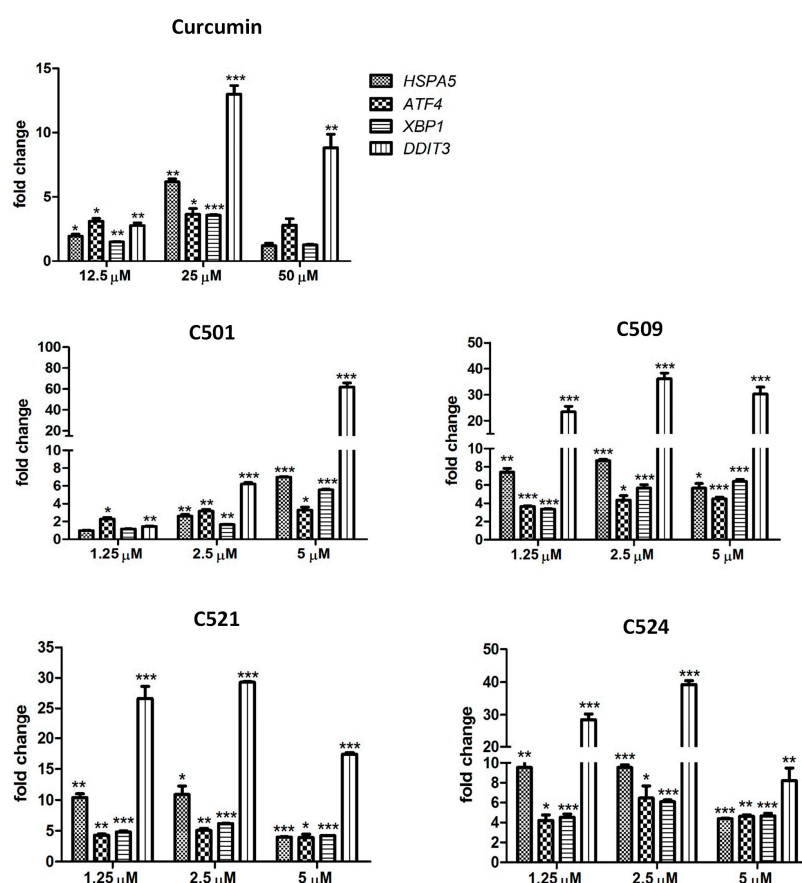 Curcumin
fold change
15
10
5
0
* * ** **
** * *** ***
**
12.5 μM 25 μM 50 μM
HSPA5
ATF4
XBP1
DDIT3
C501
fold change
100
80
60
40
20
10
8
6
4
2
0
* **
** ** ** ***
*** * *** ***
1.25 μM 2.5 μM 5 μM
C509
fold change
50
40
30
20
10
8
6
4
2
0
** *** *** ***
*** * *** ***
* *** *** ***
1.25 μM 2.5 μM 5 μM
C521
fold change
35
30
25
20
15
10
5
0
** ** *** ***
* ** *** ***
*** * *** ***
1.25 μM 2.5 μM 5 μM
C524
fold change
50
40
30
20
10
8
6
4
2
0
** * *** ***
*** * *** ***
*** ** *** **
1.25 μM 2.5 μM 5 μM